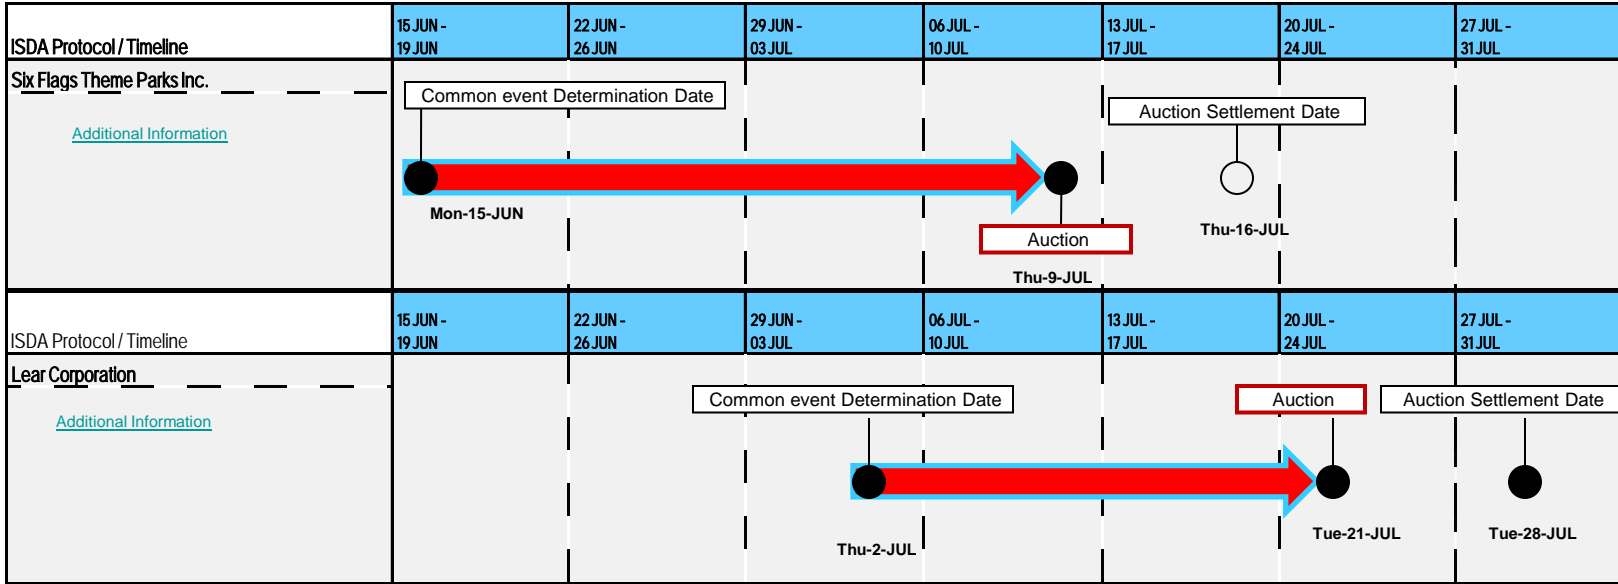 ISDA Protocol / Timeline
15 JUN -
19 JUN
22 JUN -
26 JUN
29 JUN -
03 JUL
06 JUL -
10 JUL
13 JUL -
17 JUL
20 JUL -
24 JUL
27 JUL -
31 JUL
Six Flags Theme Parks Inc.
Additional Information
Common event Determination Date
Auction Settlement Date
Mon-15-JUN
Auction
Thu-16-JUL
Thu-9-JUL
ISDA Protocol / Timeline
15 JUN -
19 JUN
22 JUN -
26 JUN
29 JUN -
03 JUL
06 JUL -
10 JUL
13 JUL -
17 JUL
20 JUL -
24 JUL
27 JUL -
31 JUL
Lear Corporation
Additional Information
Common event Determination Date
Auction
Auction Settlement Date
Thu-2-JUL
Tue-21-JUL
Tue-28-JUL